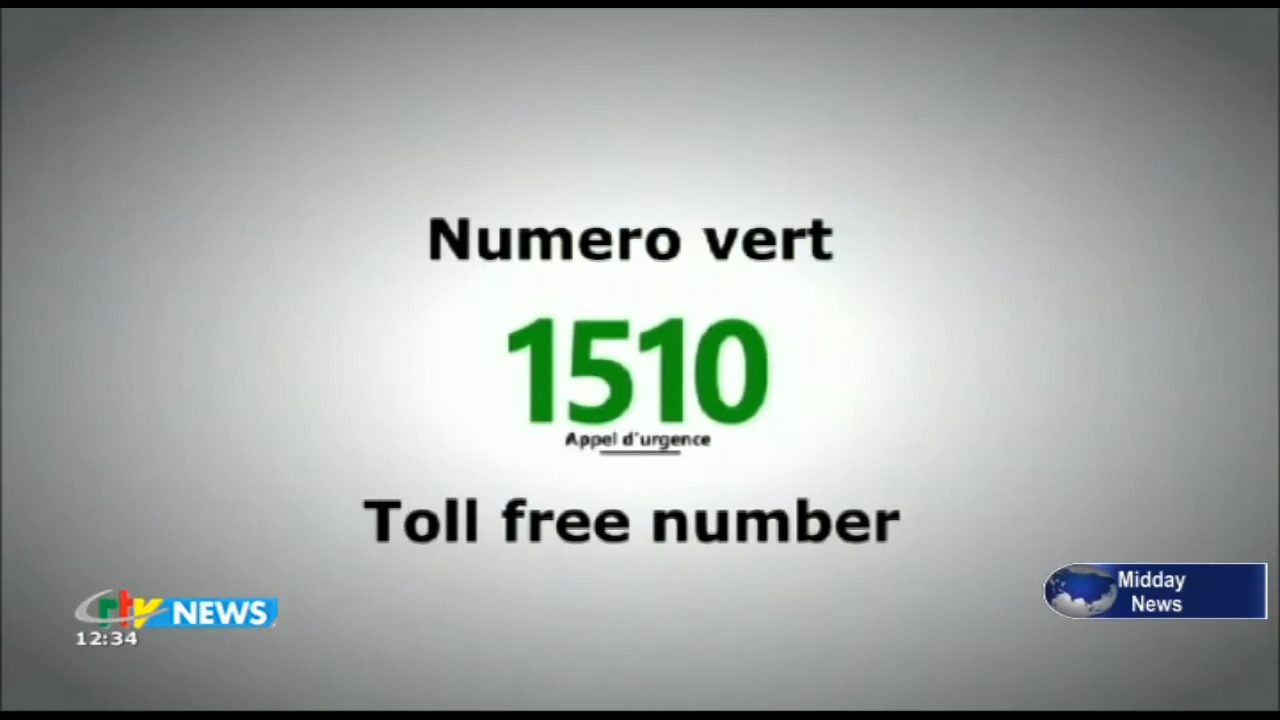 Numero vert
1510
Appel d'urgence
Toll free number
crtv NEWS
12:34
Midday
News